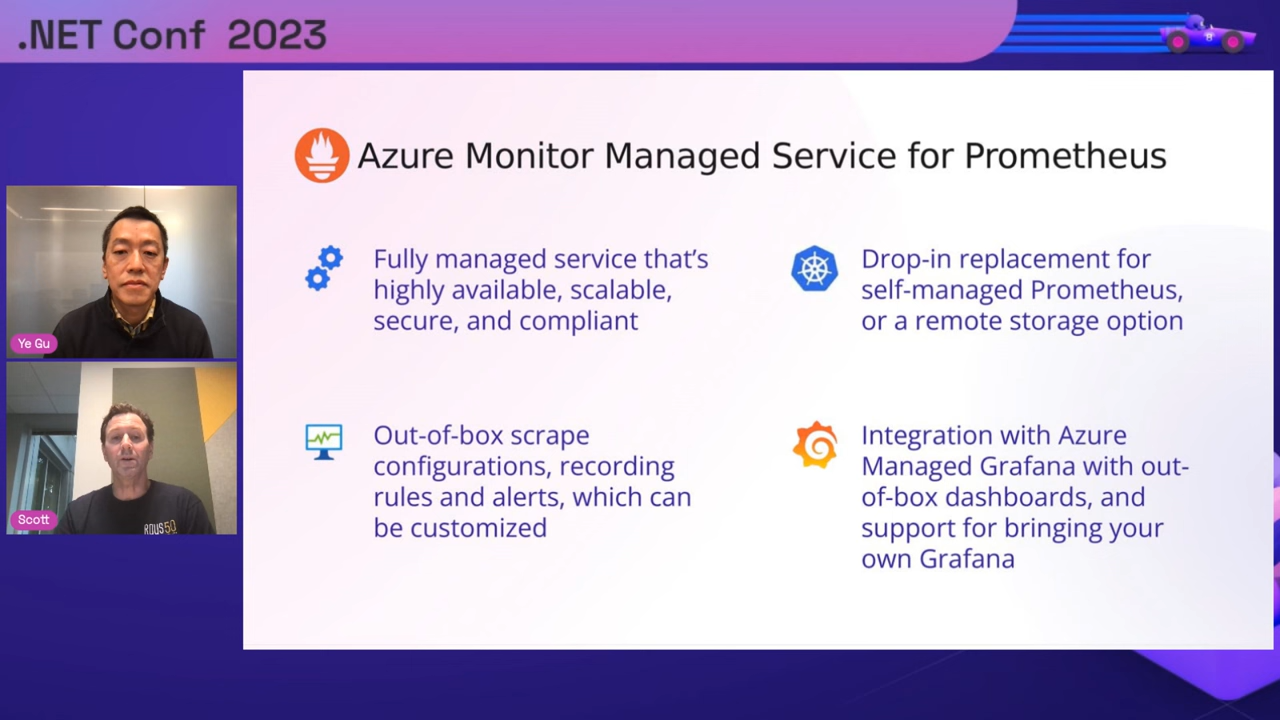 .NET Conf 2023
8
Azure Monitor Managed Service for Prometheus
Fully managed service that's
highly available, scalable,
secure, and compliant
Drop-in replacement for
self-managed Prometheus,
or a remote storage option
Out-of-box scrape
configurations, recording
rules and alerts, which can
be customized
Integration with Azure
Managed Grafana with out-
of-box dashboards, and
support for bringing your
own Grafana
Ye Gu
Scott